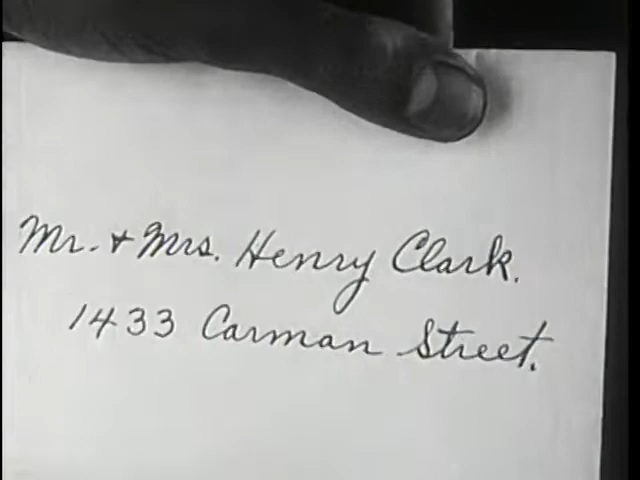 Mr. + Mrs. Henry Clark.
1433 Carman Street.